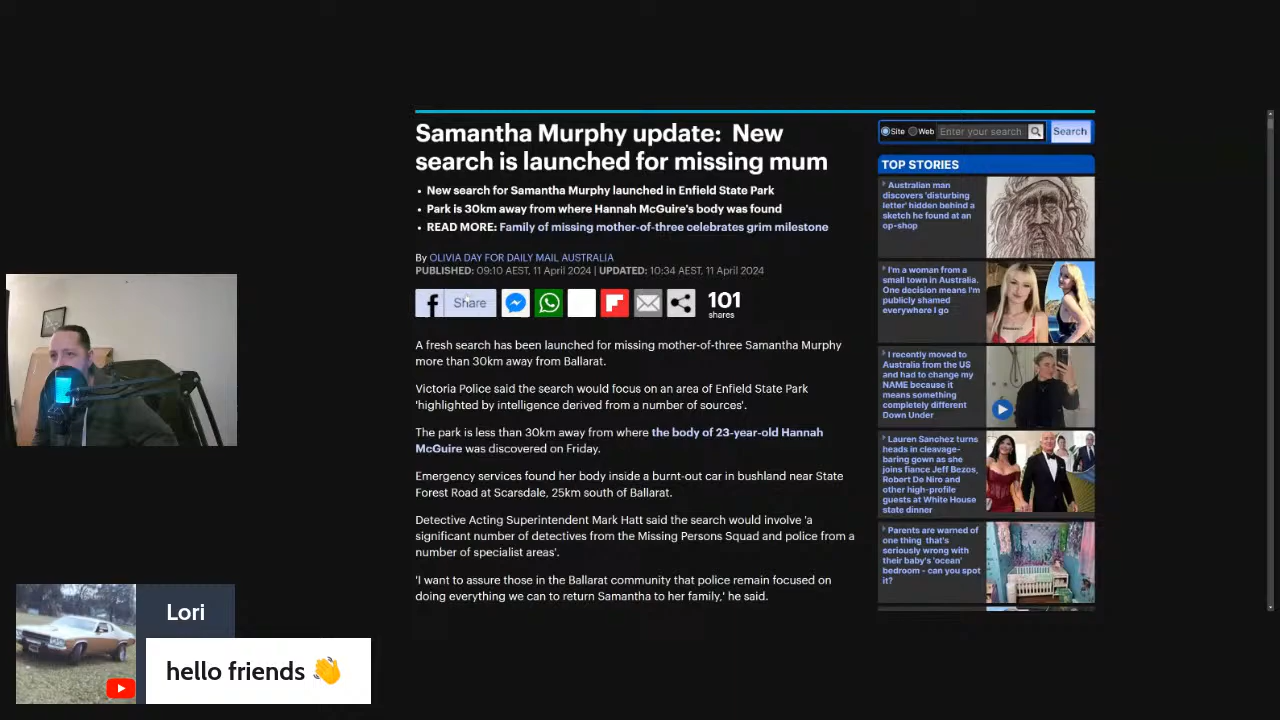 Samantha Murphy update: New
search is launched for missing mum
• New search for Samantha Murphy launched in Enfield State Park
• Park is 30km away from where Hannah McGuire's body was found
• READ MORE: Family of missing mother-of-three celebrates grim milestone
By OLIVIA DAY FOR DAILY MAIL AUSTRALIA
PUBLISHED: 09:10 AEST, 11 April 2024 | UPDATED: 10:34 AEST, 11 April 2024
Share
101
shares
A fresh search has been launched for missing mother-of-three Samantha Murphy
more than 30km away from Ballarat.
Victoria Police said the search would focus on an area of Enfield State Park
'highlighted by intelligence derived from a number of sources'.
The park is less than 30km away from where the body of 23-year-old Hannah
McGuire was discovered on Friday.
Emergency services found her body inside a burnt-out car in bushland near State
Forest Road at Scarsdale, 25km south of Ballarat.
Detective Acting Superintendent Mark Hatt said the search would involve 'a
significant number of detectives from the Missing Persons Squad and police from a
number of specialist areas'.
'I want to assure those in the Ballarat community that police remain focused on
doing everything we can to return Samantha to her family,' he said.
Site Web Enter your search Search
TOP STORIES
Australian man
discovers 'disturbing
letter' hidden behind a
sketch he found at an
op-shop
I'm a woman from a
small town in Australia.
One decision means I'm
publicly shamed
everywhere I go
I recently moved to
Australia from the US
and had to change my
NAME because it
means something
completely different
Down Under
Lauren Sanchez turns
heads in cleavage-
baring gown as she
joins fiance Jeff Bezos,
Robert De Niro and
other high-profile
guests at White House
state dinner
Parents are warned of
one thing that's
seriously wrong with
their baby's 'ocean'
bedroom - can you spot
it?
Lori
hello friends 👋